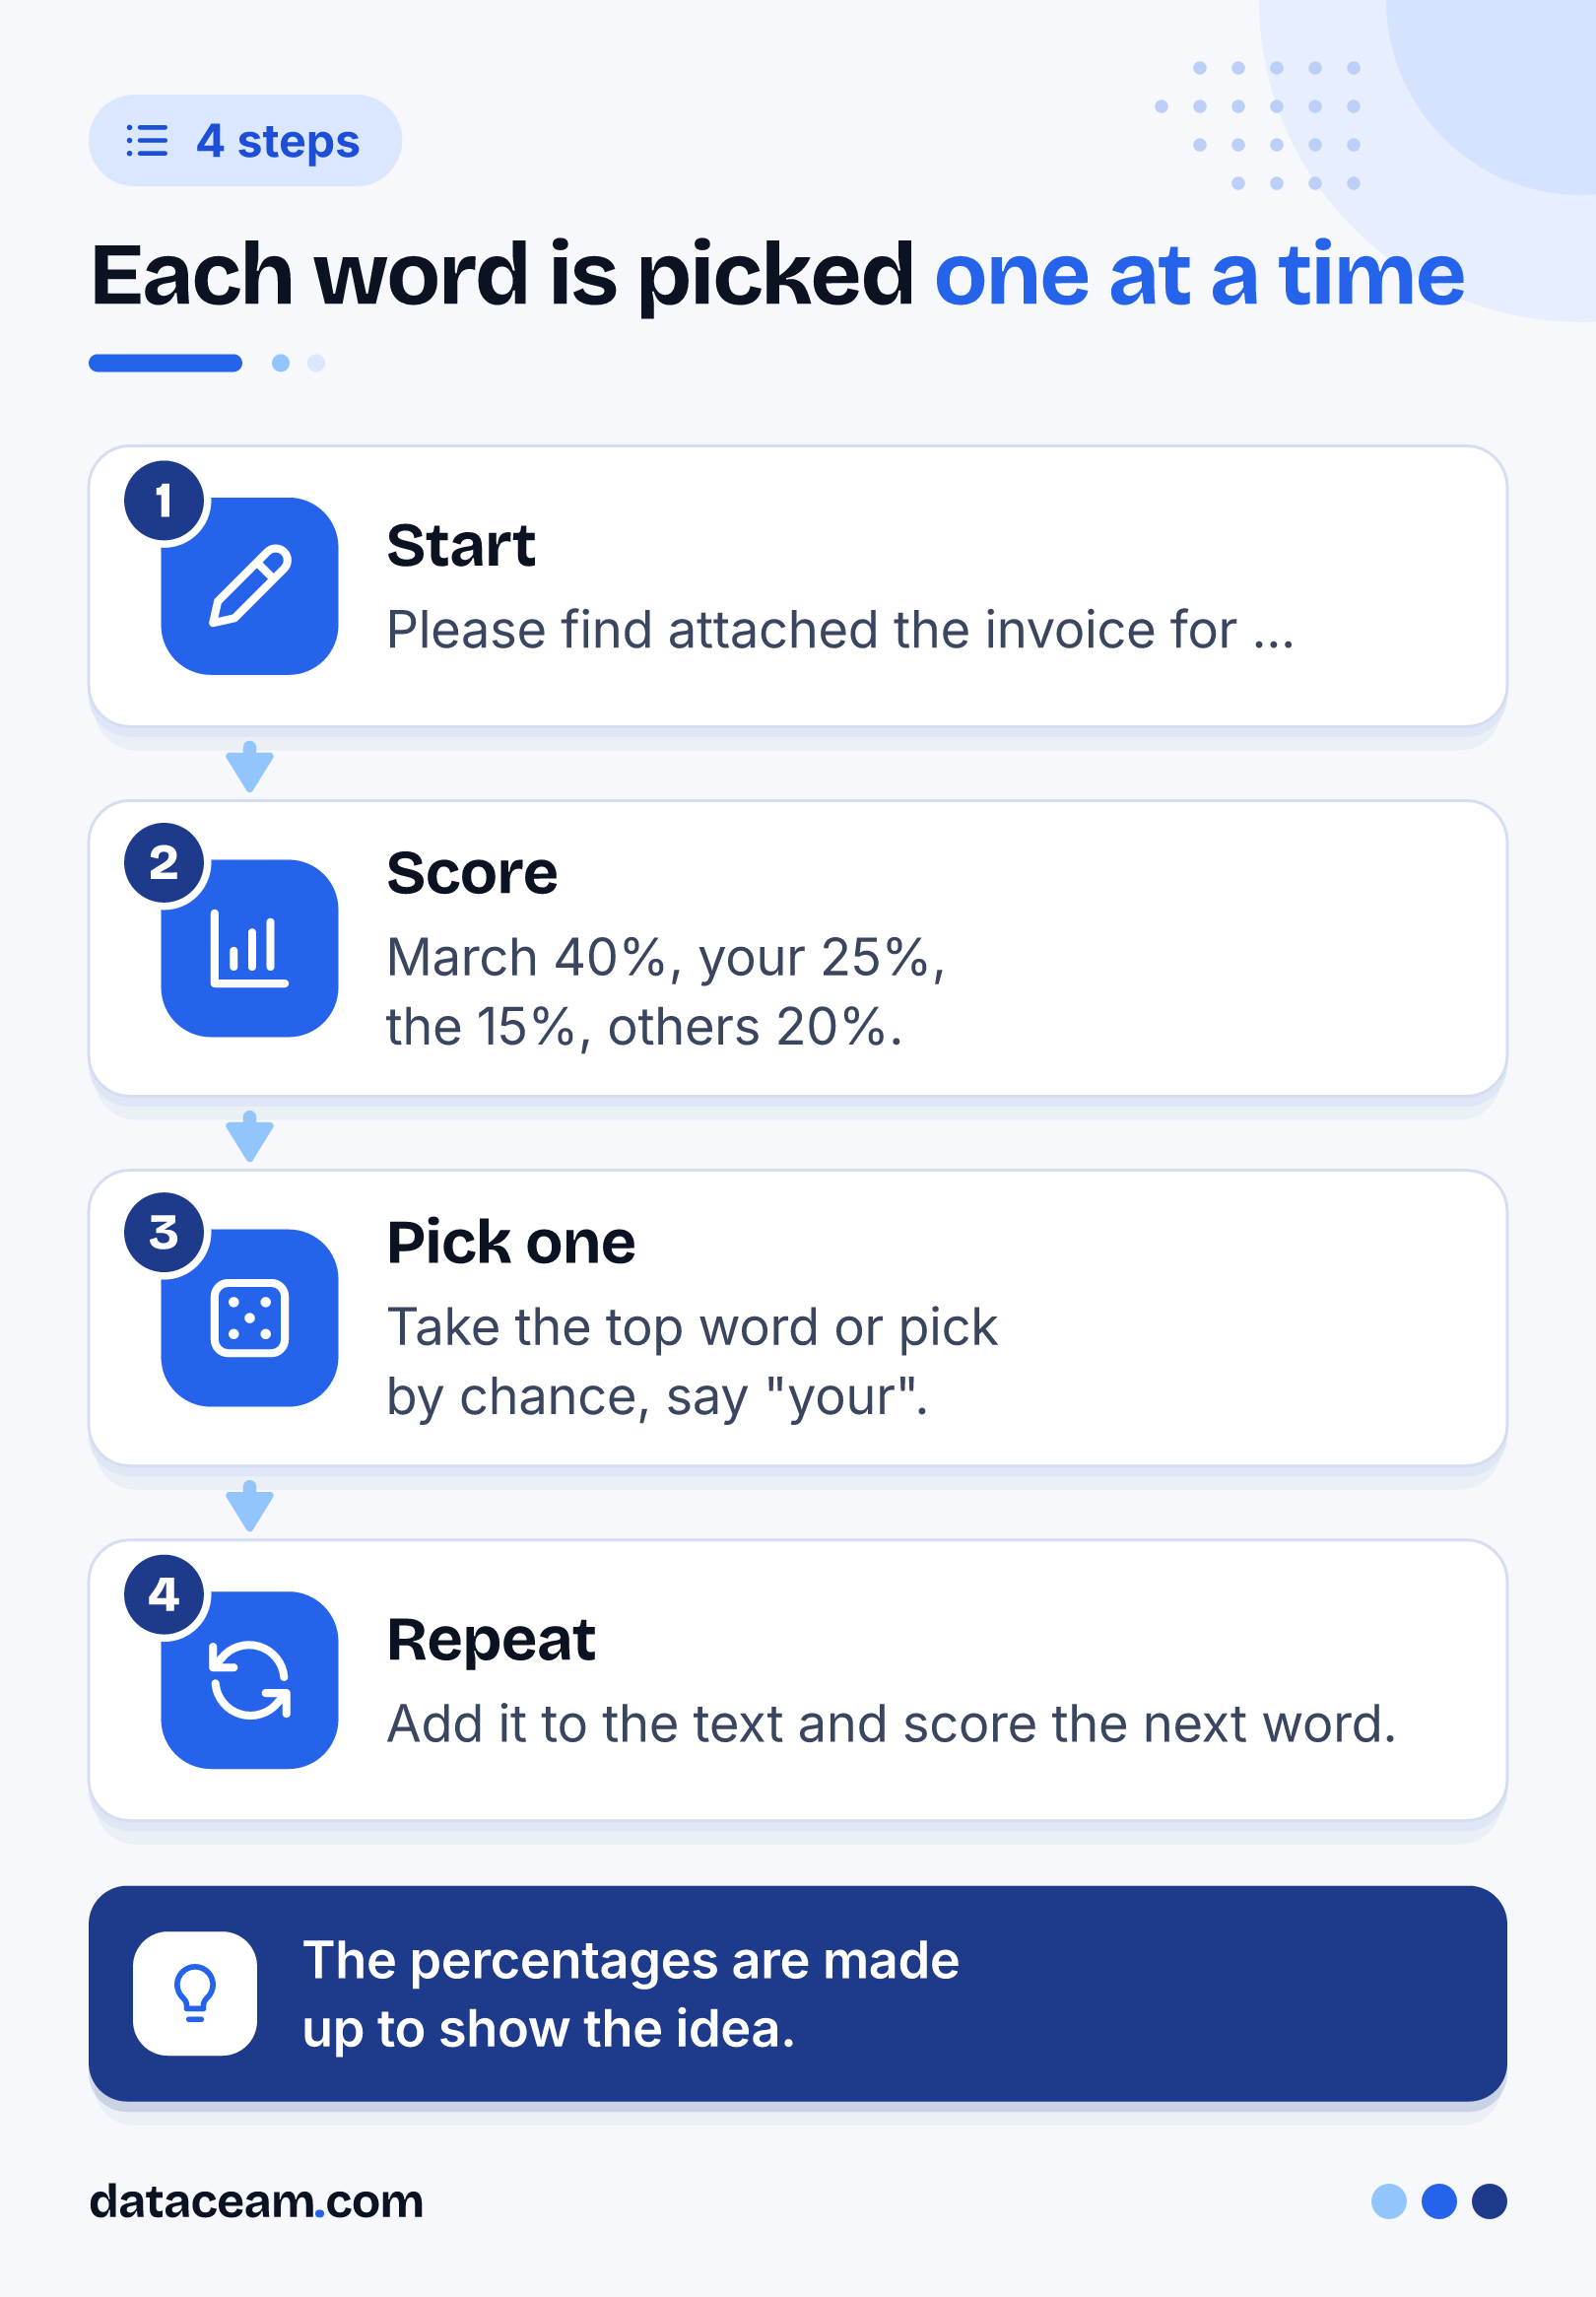 4 steps
Each word is picked one at a time
1
Start
Please find attached the invoice for ...
2
Score
March 40%, your 25%,
the 15%, others 20%.
3
Pick one
Take the top word or pick
by chance, say "your".
4
Repeat
Add it to the text and score the next word.
The percentages are made
up to show the idea.
dataceam.com